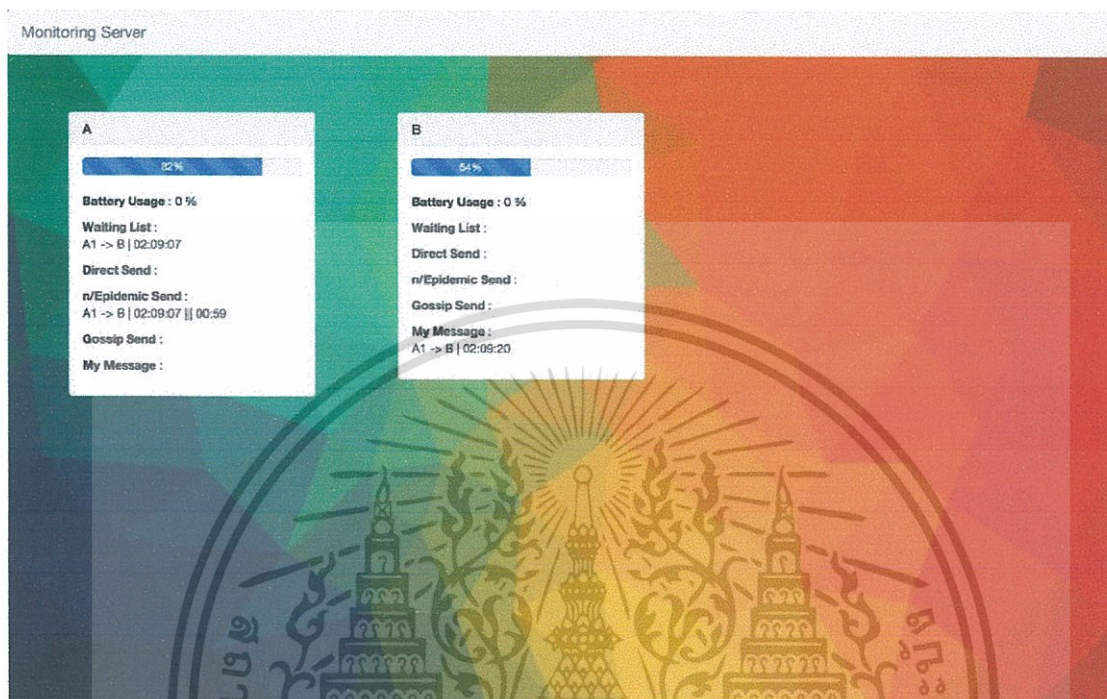 Monitoring Server
A
82%
Battery Usage : 0 %
Waiting List :
A1 -> B | 02:09:07
Direct Send :
n/Epidemic Send :
A1 -> B | 02:09:07 || 00:59
Gossip Send :
My Message :
B
54%
Battery Usage : 0 %
Waiting List :
Direct Send :
n/Epidemic Send :
Gossip Send :
My Message :
A1 -> B | 02:09:20